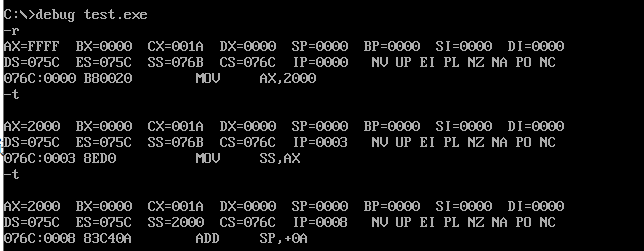 C:\>debug test.exe
-r
AX=FFFF BX=0000 CX=001A DX=0000 SP=0000 BP=0000 SI=0000 DI=0000
DS=075C ES=075C SS=076B CS=076C IP=0000 NV UP EI PL NZ NA PO NC
076C:0000 B80020 MOV AX,2000
-t
AX=2000 BX=0000 CX=001A DX=0000 SP=0000 BP=0000 SI=0000 DI=0000
DS=075C ES=075C SS=076B CS=076C IP=0003 NV UP EI PL NZ NA PO NC
076C:0003 8ED0 MOV SS,AX
-t
AX=2000 BX=0000 CX=001A DX=0000 SP=0000 BP=0000 SI=0000 DI=0000
DS=075C ES=075C SS=2000 CS=076C IP=0008 NV UP EI PL NZ NA PO NC
076C:0008 83C40A ADD SP,+0A